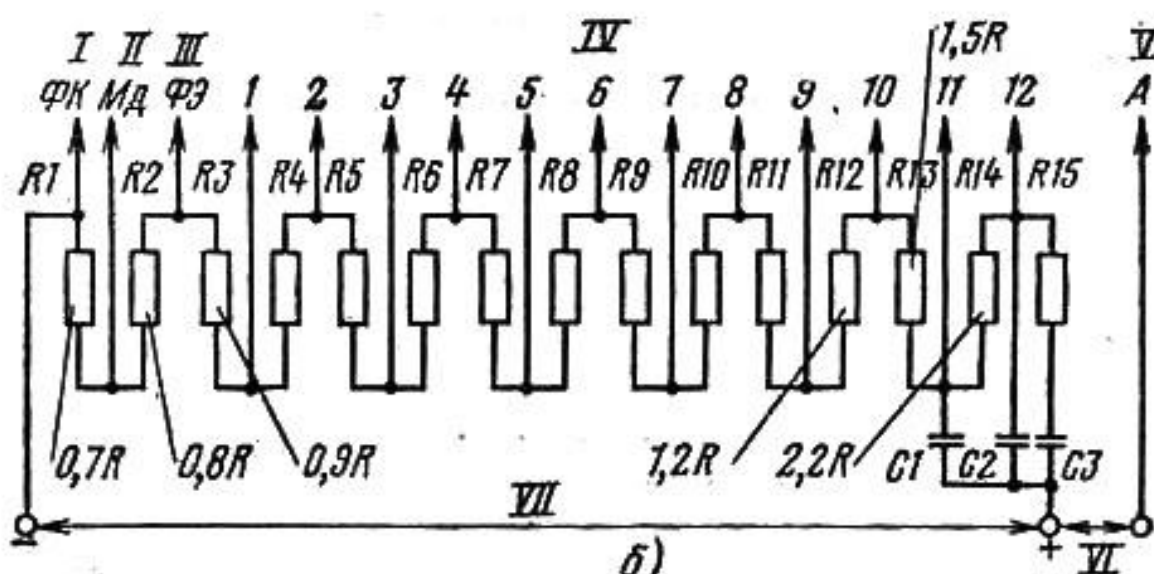 I II III IV 1,5R V
ФК МД ФЭ 1 2 3 4 5 6 7 8 9 10 11 12 А
R1 R2 R3 R4 R5 R6 R7 R8 R9 R10 R11 R12 R13 R14 R15
0,7R 0,8R 0,9R 1,2R 2,2R C1 C2 C3
VII
− + VI
б)